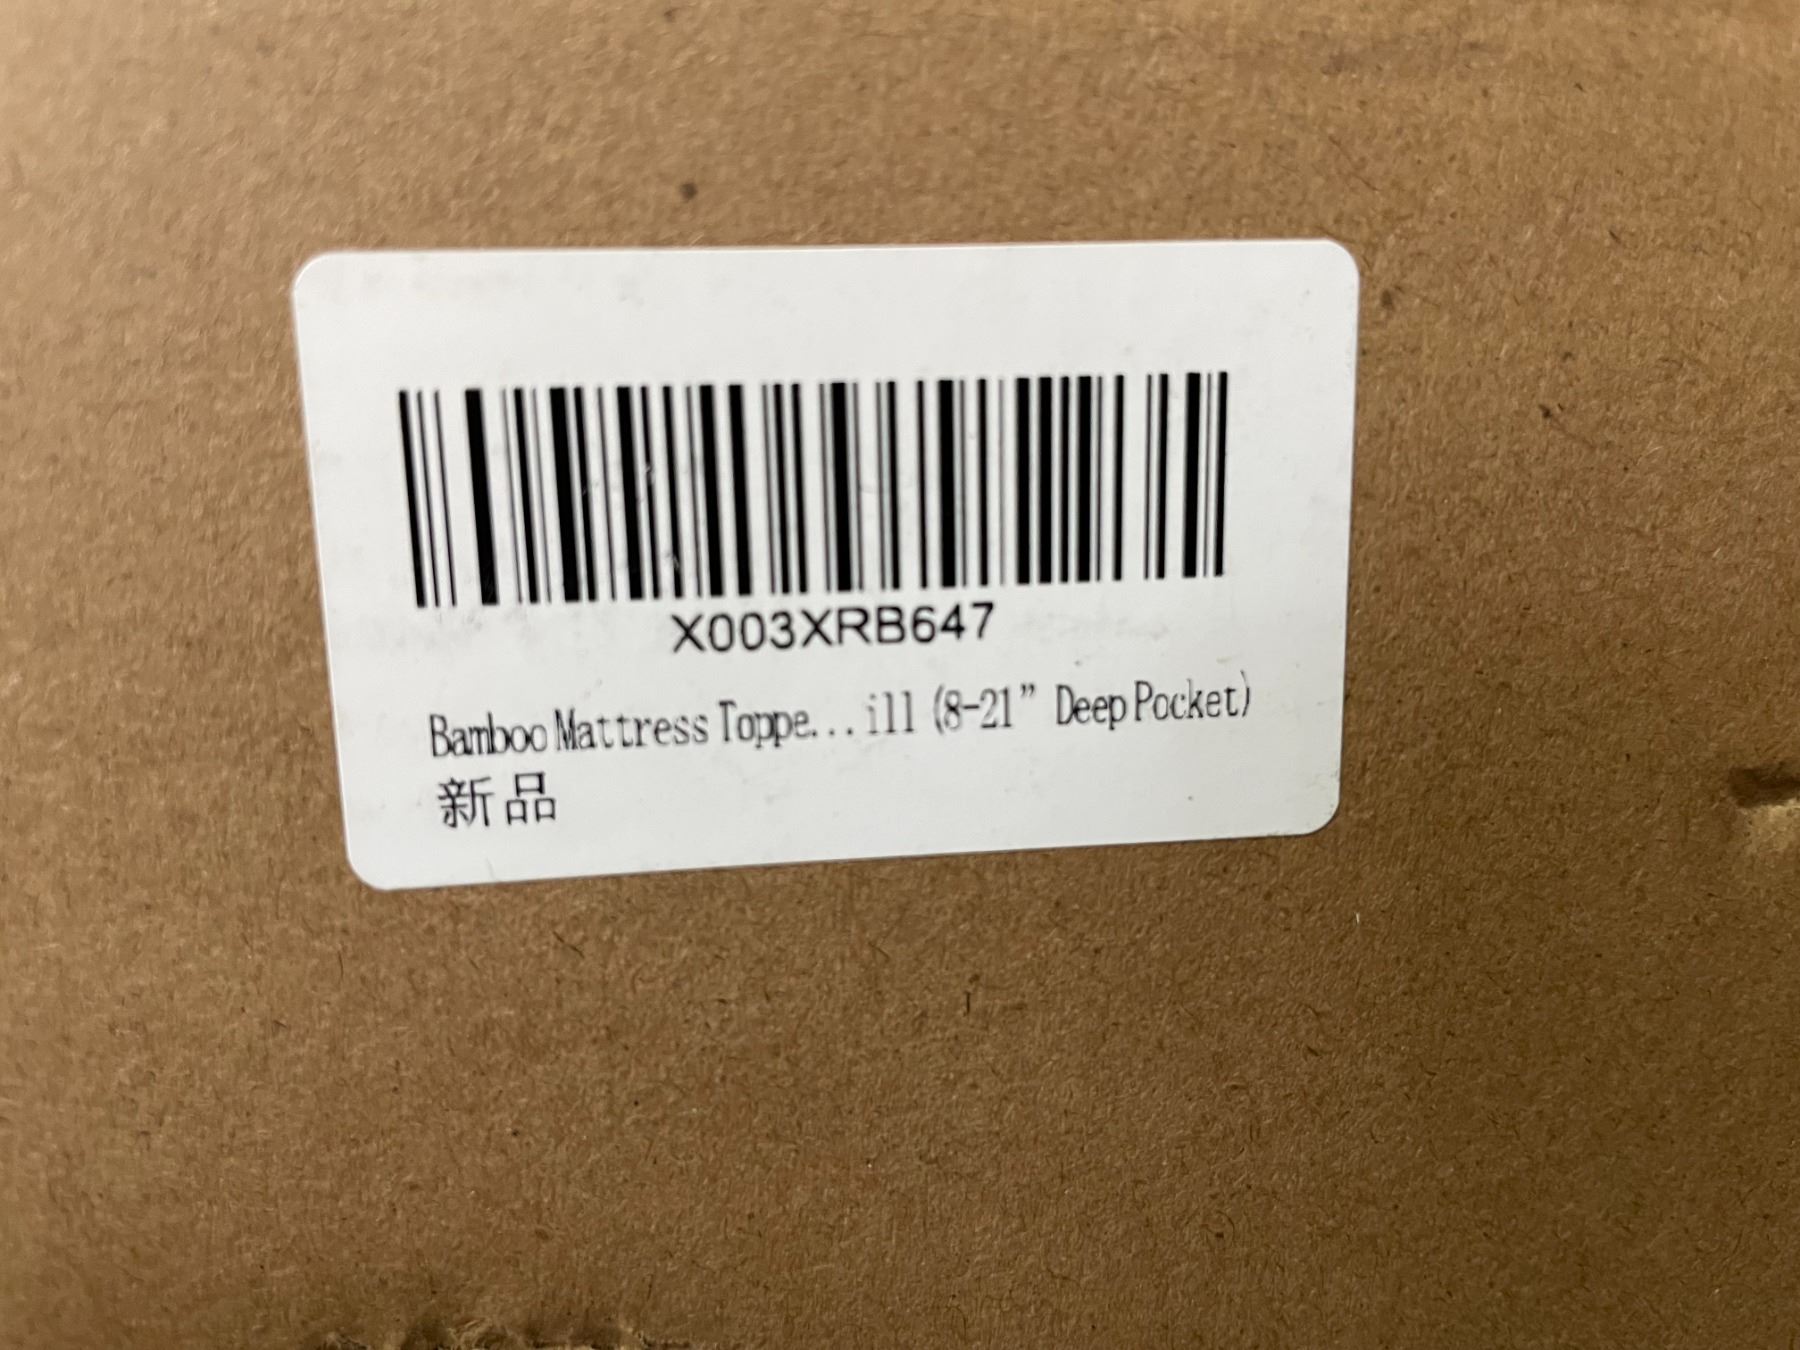 X003XRB647
Bamboo Mattress Toppe...ill (8-21” Deep Pocket)
新品